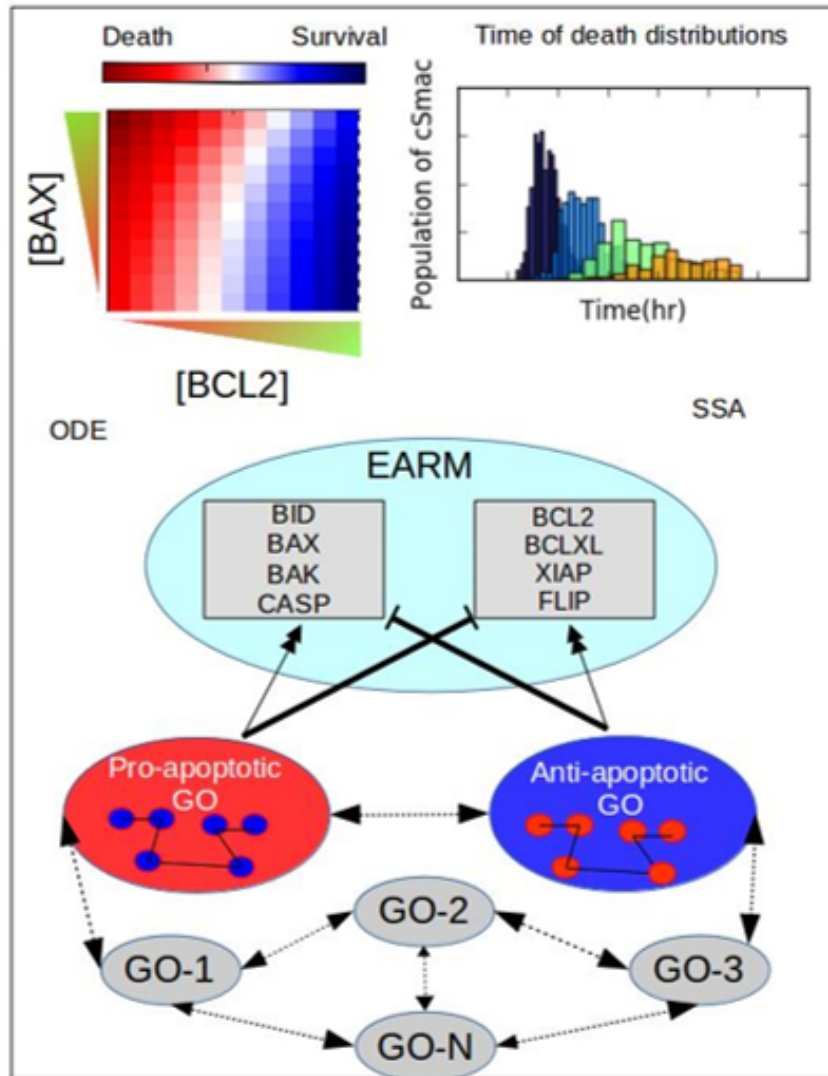 Death
Survival
Time of death distributions
[BAX]
[BCL2]
Population of cSmac
Time(hr)
ODE
SSA
EARM
BID
BAX
BAK
CASP
BCL2
BCLXL
XIAP
FLIP
Pro-apoptotic
GO
Anti-apoptotic
GO
GO-1
GO-2
GO-3
GO-N